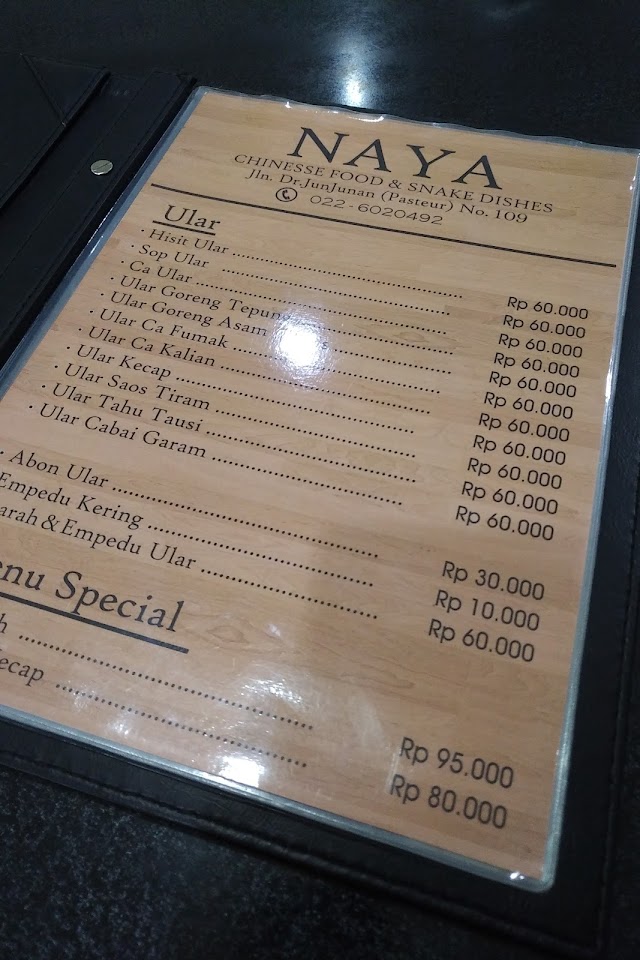 NAYA
CHINESSE FOOD & SNAKE DISHES
Jln. Dr.JunJunan (Pasteur) No. 109
022 - 6020492
Ular
· Hisit Ular ........ Rp 60.000
· Sop Ular ........ Rp 60.000
· Ca Ular ........ Rp 60.000
· Ular Goreng Tepung ........ Rp 60.000
· Ular Goreng Asam ........ Rp 60.000
· Ular Ca Fumak ........ Rp 60.000
· Ular Ca Kalian ........ Rp 60.000
· Ular Kecap ........ Rp 60.000
· Ular Saos Tiram ........ Rp 60.000
· Ular Tahu Tausi ........ Rp 60.000
· Ular Cabai Garam ........ Rp 60.000
· Abon Ular ........ Rp 30.000
Empedu Kering ........ Rp 10.000
arah & Empedu Ular ........ Rp 60.000
enu Special
h ........ Rp 95.000
ecap ........ Rp 80.000